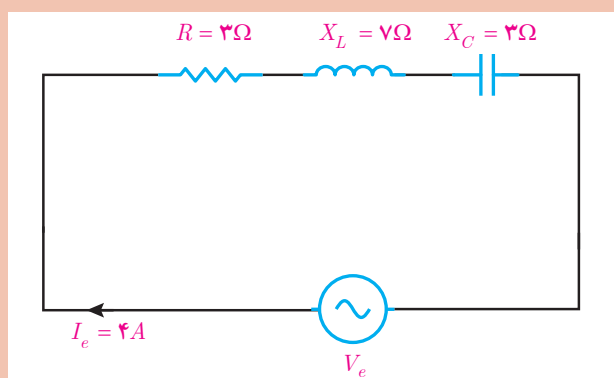 R = ۳Ω X_L = ۷Ω X_C = ۳Ω
I_e = ۴A
V_e